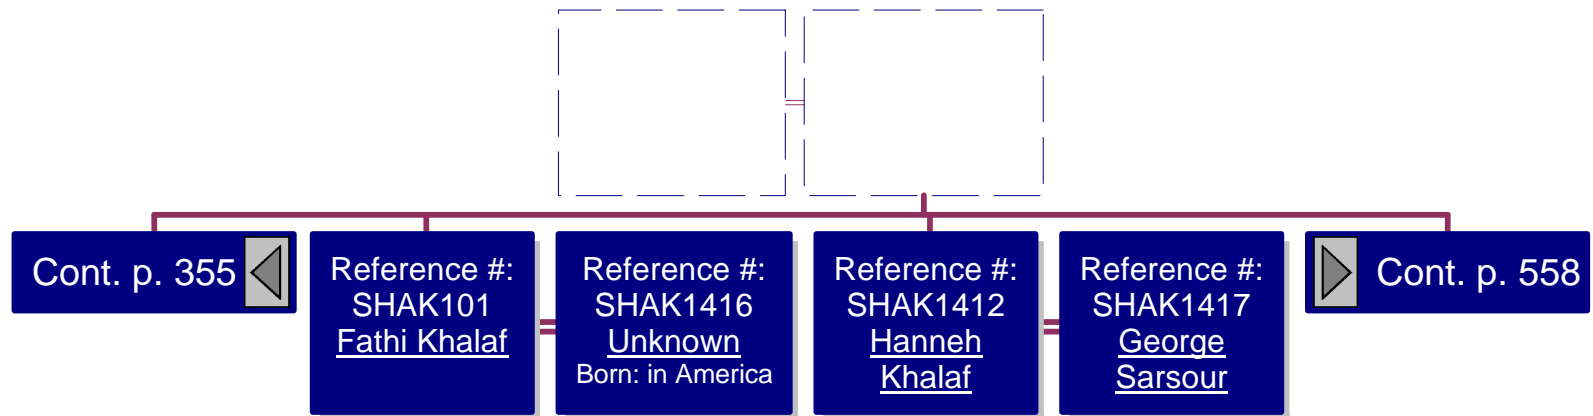 Cont. p. 355
Reference #:
SHAK101
Fathi Khalaf
Reference #:
SHAK1416
Unknown
Born: in America
Reference #:
SHAK1412
Hanneh
Khalaf
Reference #:
SHAK1417
George
Sarsour
Cont. p. 558